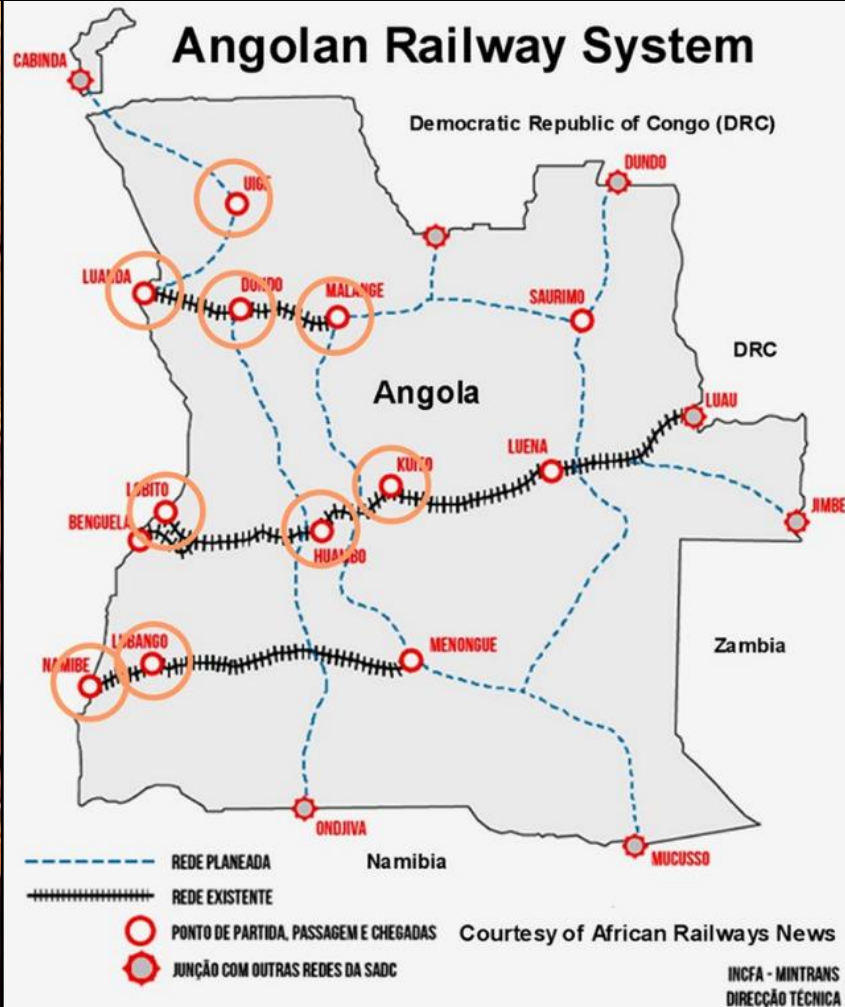 Angolan Railway System
CABINDA
Democratic Republic of Congo (DRC)
DUNDO
UIGE
LUANDA
DONDO
MALANGE
SAURIMO
DRC
Angola
LUAU
LUENA
KUITO
LOBITO
BENGUELA
JIMBE
HUAMBO
LUBANGO
MENONGUE
NAMIBE
Zambia
ONDJIVA
REDE PLANEADA
Namibia
MUCUSSO
REDE EXISTENTE
PONTO DE PARTIDA, PASSAGEM E CHEGADAS
Courtesy of African Railways News
JUNÇÃO COM OUTRAS REDES DA SADC
INCFA - MINTRANS
DIRECÇÃO TÉCNICA